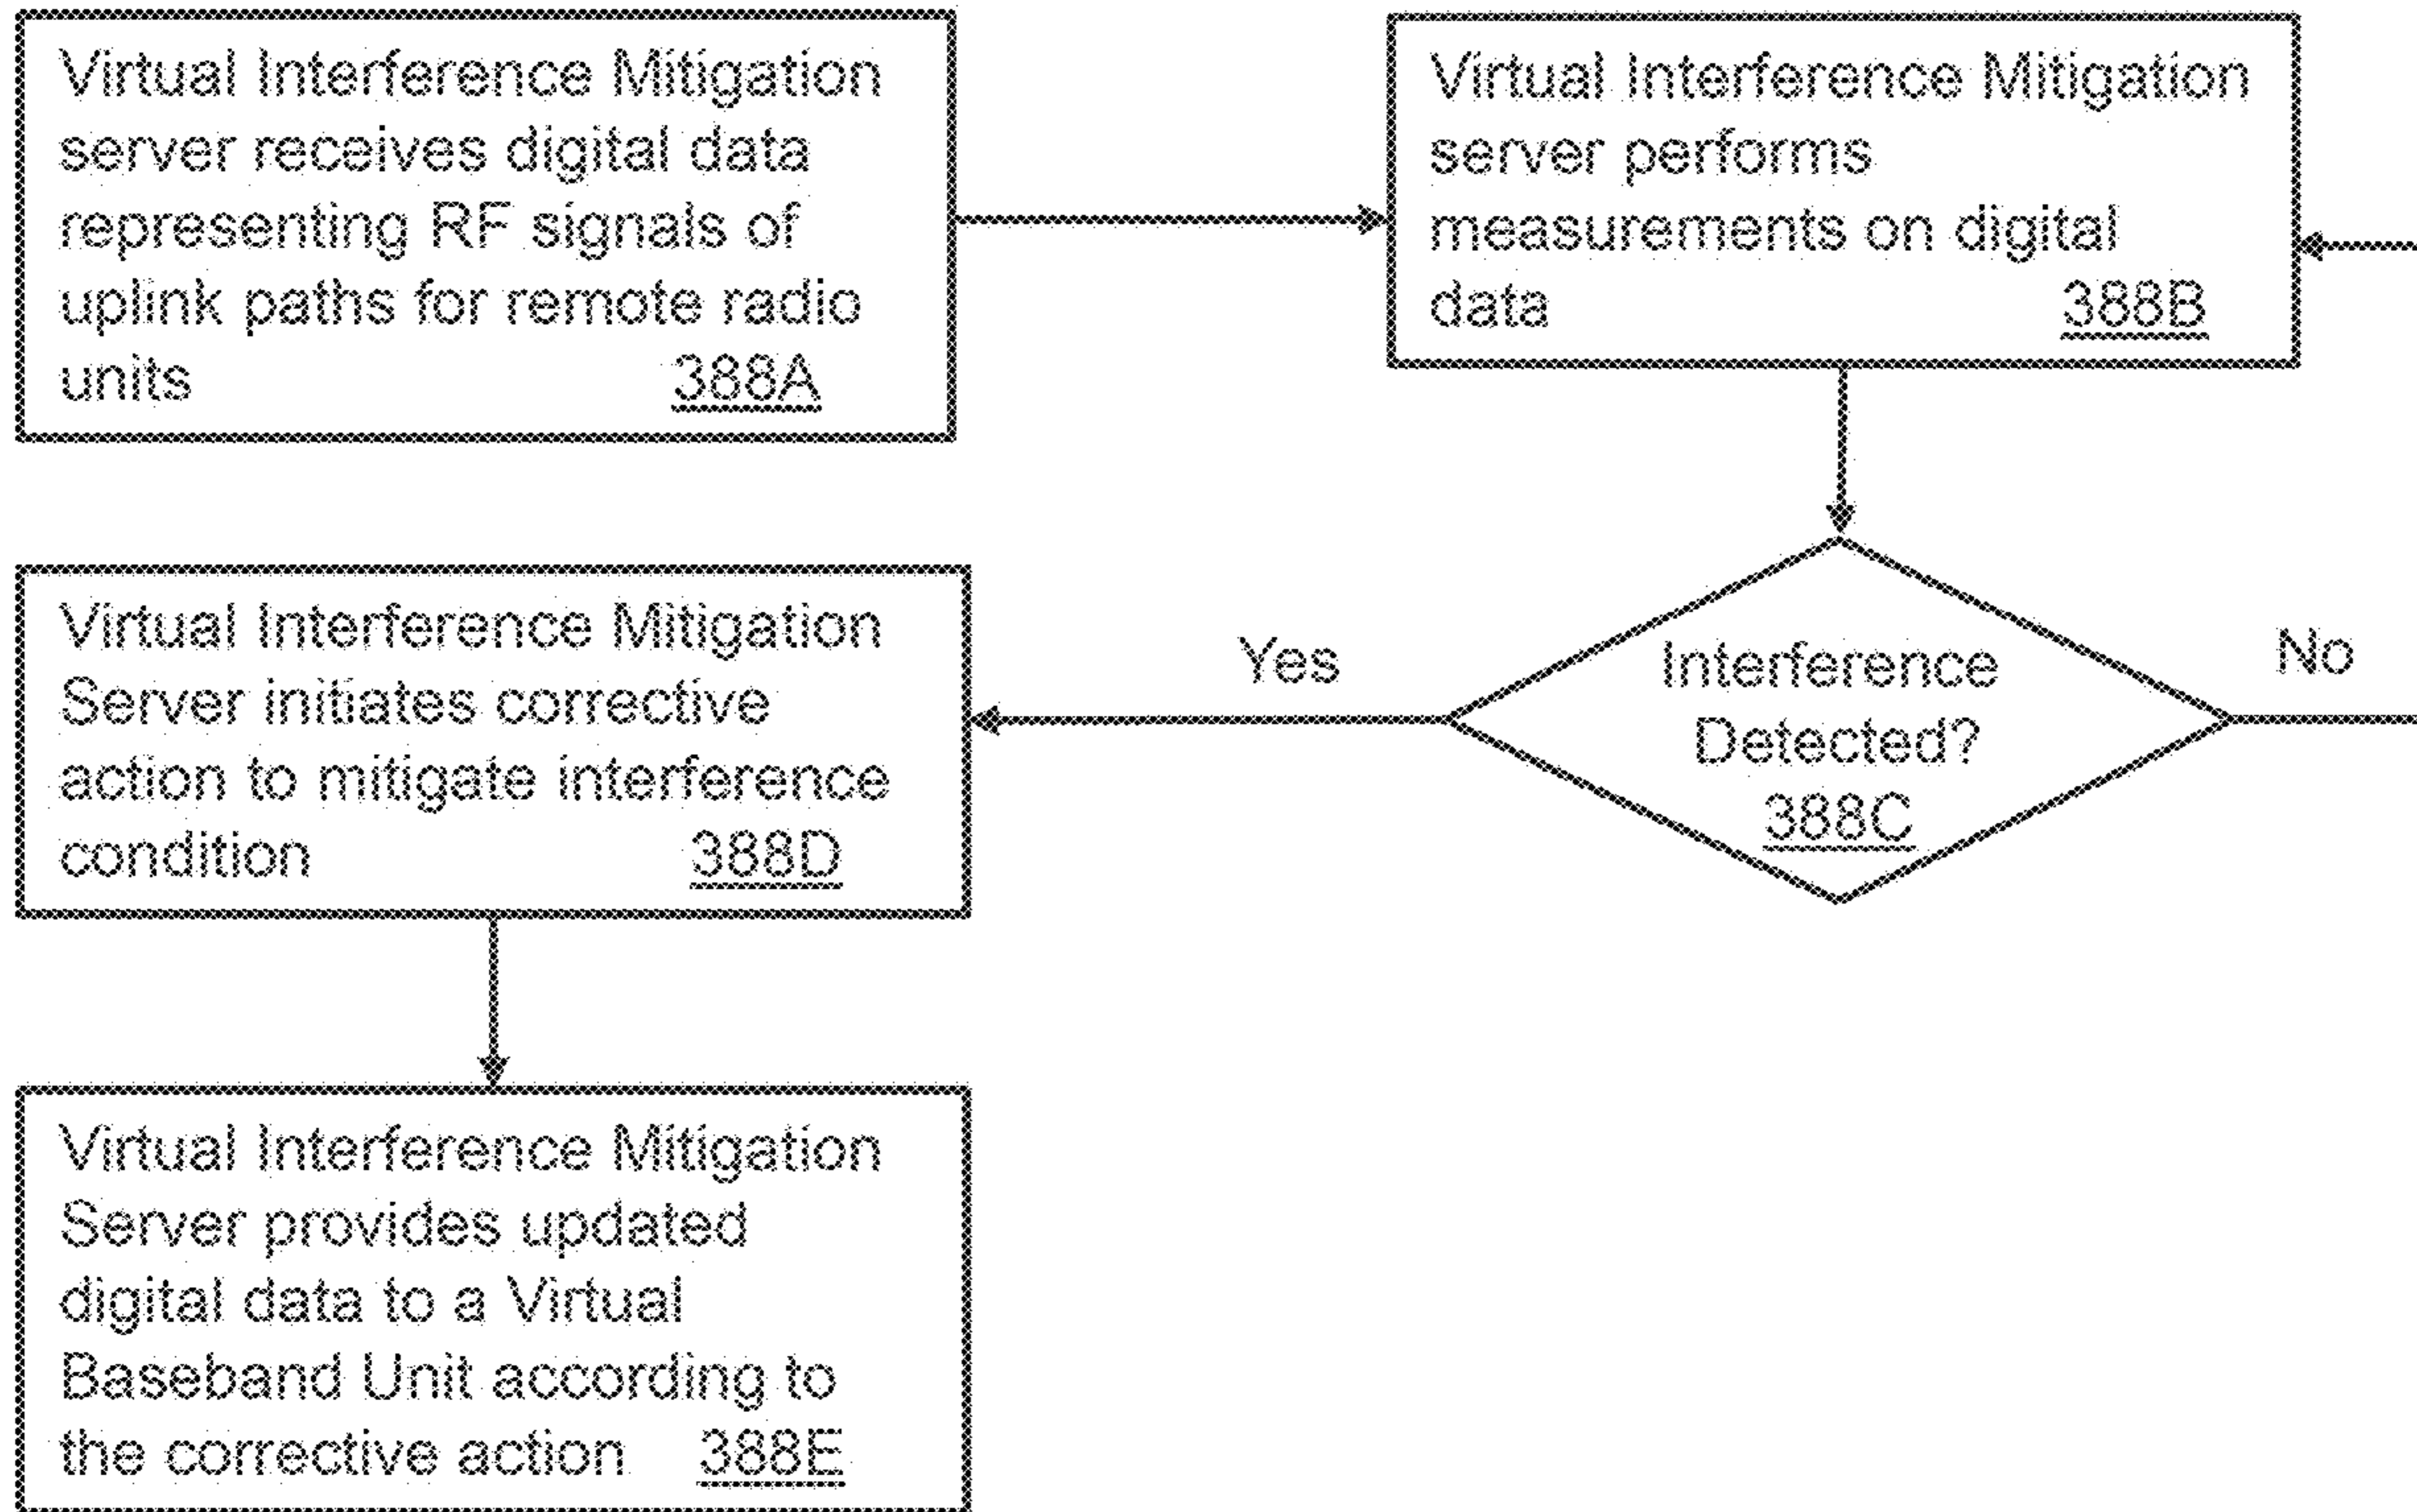 Virtual Interference Mitigation
server receives digital data
representing RF signals of
uplink paths for remote radio
units 388A
Virtual Interference Mitigation
server performs
measurements on digital
data 388B
Interference
Detected?
388C
Yes
No
Virtual Interference Mitigation
Server initiates corrective
action to mitigate interference
condition 388D
Virtual Interference Mitigation
Server provides updated
digital data to a Virtual
Baseband Unit according to
the corrective action 388E